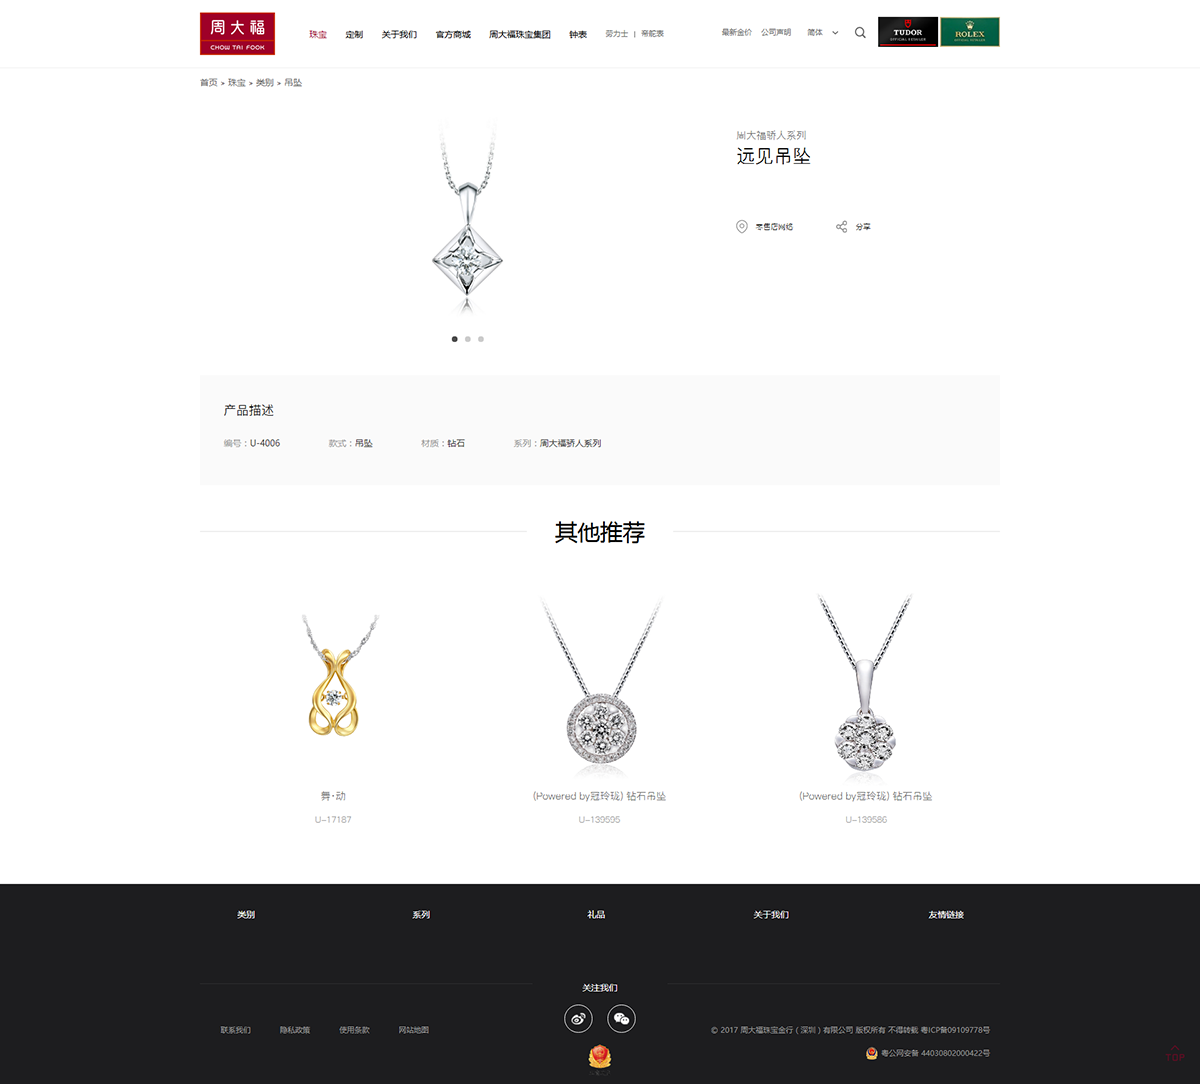 周大福
CHOW TAI FOOK
珠宝 定制 关于我们 官方商城 周大福珠宝集团 钟表 劳力士 | 帝舵表
最新金价 公司声明 简体
TUDOR
ROLEX
首页 > 珠宝 > 类别 > 吊坠
周大福骄人系列
远见吊坠
零售店网络 分享
产品描述
编号：U-4006 款式：吊坠 材质：钻石 系列：周大福骄人系列
其他推荐
舞·动
U-17187
(Powered by冠玲珑) 钻石吊坠
U-139595
(Powered by冠玲珑) 钻石吊坠
U-139586
类别 系列 礼品 关于我们 友情链接
关注我们
联系我们 隐私政策 使用条款 网站地图
© 2017 周大福珠宝金行（深圳）有限公司 版权所有 不得转载 粤ICP备09109778号
粤公网安备 44030802000422号
TOP